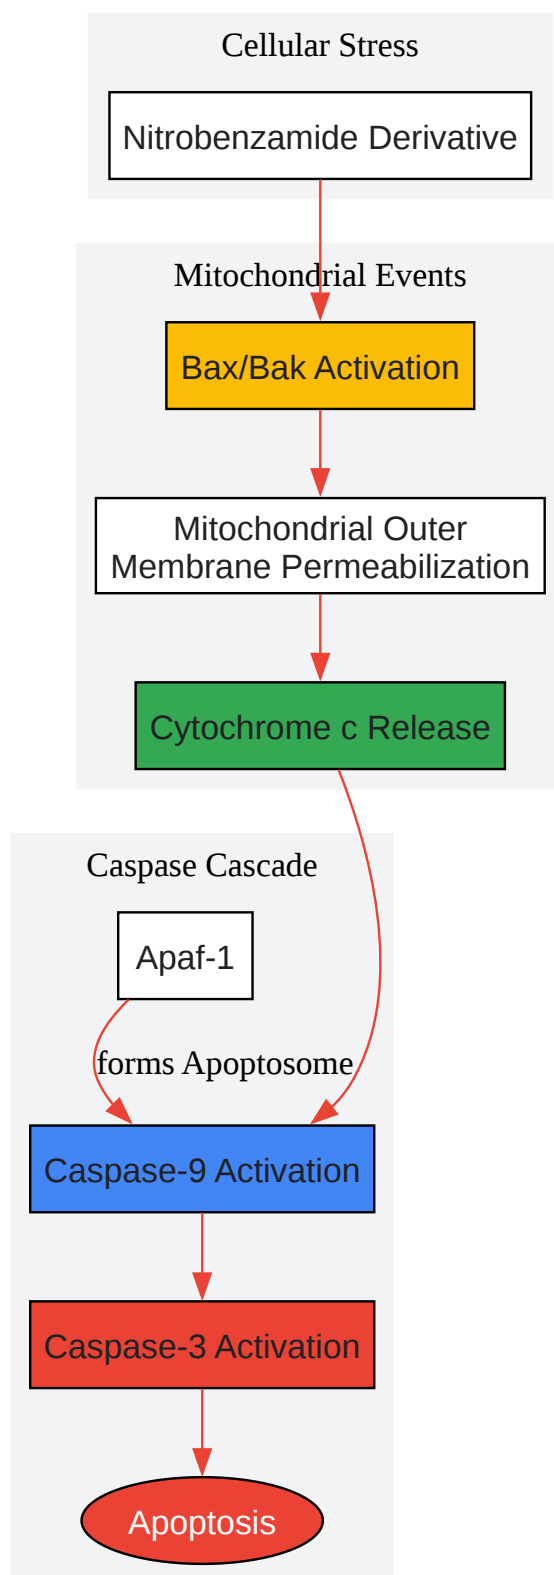 Cellular Stress
Nitrobenzamide Derivative
Mitochondrial Events
Bax/Bak Activation
Mitochondrial Outer
Membrane Permeabilization
Cytochrome c Release
Caspase Cascade
Apaf-1
forms Apoptosome
Caspase-9 Activation
Caspase-3 Activation
Apoptosis